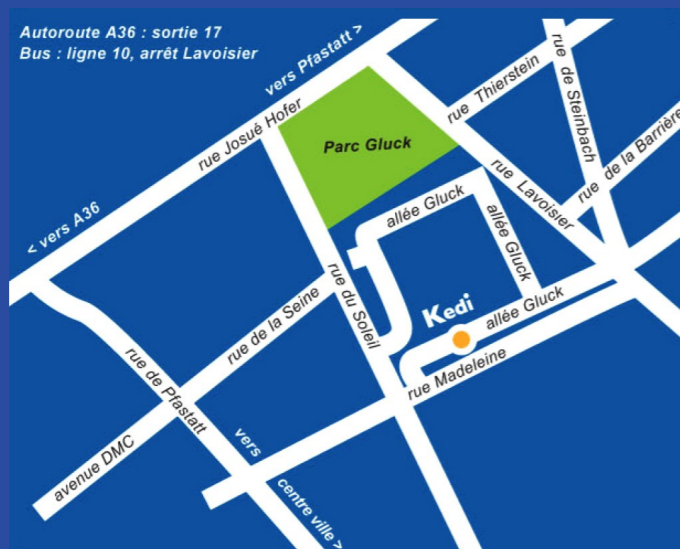 Autoroute A36 : sortie 17
Bus : ligne 10, arrêt Lavoisier
vers Pfastatt >
rue Josué Hofer
< vers A36
Parc Gluck
rue Thierstein
rue de Steinbach
rue de la Barrière
rue Lavoisier
allée Gluck
allée Gluck
allée Gluck
rue du Soleil
rue de la Seine
Kedi
rue Madeleine
rue de Pfastatt
avenue DMC
vers
centre ville >